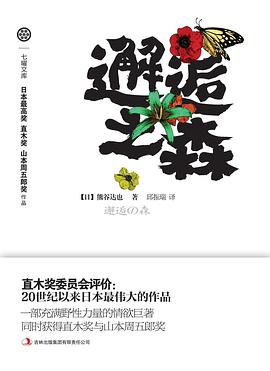 七曜文库
日本最高奖 直木奖 山本周五郎奖 作品
邂逅之森
【日】熊谷达也 著 邱振瑞 译
邂逅の森
直木奖委员会评价:
20世纪以来日本最伟大的作品
一部充满野性力量的情欲巨著
同时获得直木奖与山本周五郎奖
吉林出版集团有限责任公司